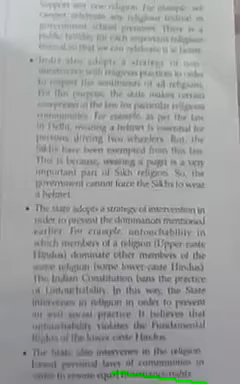 support any one religion. For example, we
cannot celebrate any religious festival in
government school premises. There is a
public holiday for each important religious
so that we can celebrate it at home.
• India also adopts a strategy of non-
interference with religious practices in order
to respect the sentiments of all religions.
For this purpose, the state makes certain
exceptions in the law for particular religious
communities. For example, as per the law
in Delhi, wearing a helmet is essential for
persons driving two wheelers. But, the
Sikhs have been exempted from this law.
This is because, wearing a pagri is a very
important part of Sikh religion. So, the
government cannot force the Sikhs to wear
a helmet.
• The state adopts a strategy of intervention in
order to prevent the dominations mentioned
earlier. For example, untouchability in
which members of a religion (Upper-caste
Hindus) dominate other members of the
same religion (some lower-caste Hindus).
The Indian Constitution bans the practice
of Untouchability. In this way, the State
intervenes in religion in order to prevent
an evil social practice. It believes that
untouchability violates the Fundamental
Rights of the lower caste Hindus.
• The State also intervenes in the religion
based personal laws of communities in
order to ensure equal